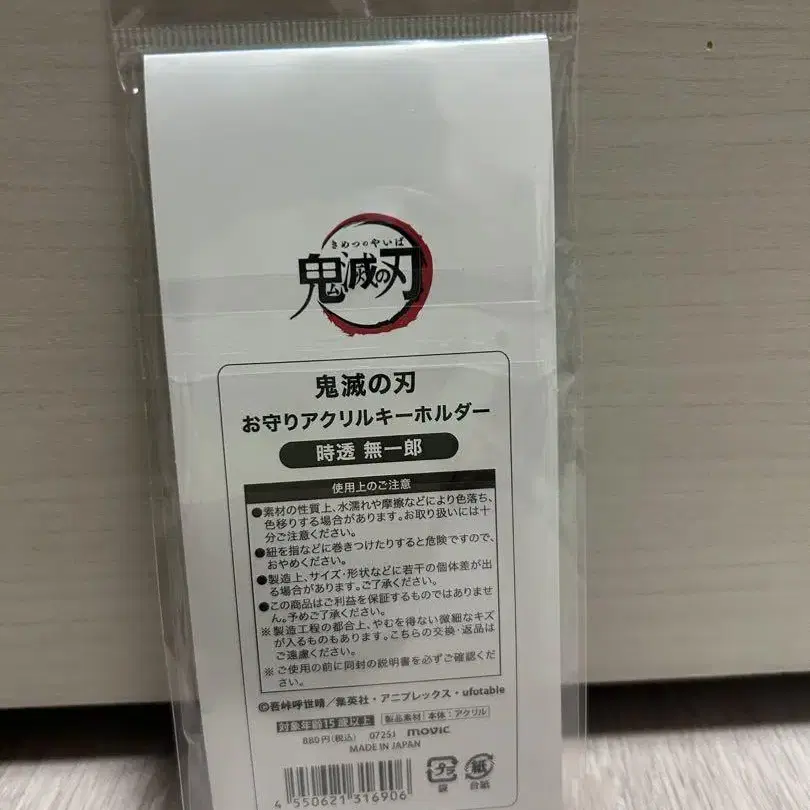 きめつのやいば
鬼滅の刃
鬼滅の刃
お守りアクリルキーホルダー
時透 無一郎
使用上のご注意
●素材の性質上、水濡れや摩擦などにより色落ち、
色移りする場合があります。お取り扱いには十
分ご注意ください。
●紐を指などに巻きつけたりすると危険ですので、
おやめください。
●製造上、サイズ・形状などに若干の個体差が出
る場合があります。ご了承ください。
●この商品はご利益を保証するものではありませ
ん。予めご了承ください。
※製造工程の都合上、やむを得ない微細なキズ
が入るものもあります。こちらの交換・返品は
ご遠慮ください。
※ご使用の前に同封の説明書を必ずご確認くだ
さい。
©吾峠呼世晴／集英社・アニプレックス・ufotable
対象年齢15歳以上 製品素材 本体：アクリル
880円(税込) 0725J movic
MADE IN JAPAN
プラ 紙
袋 台紙
4 550621 316906